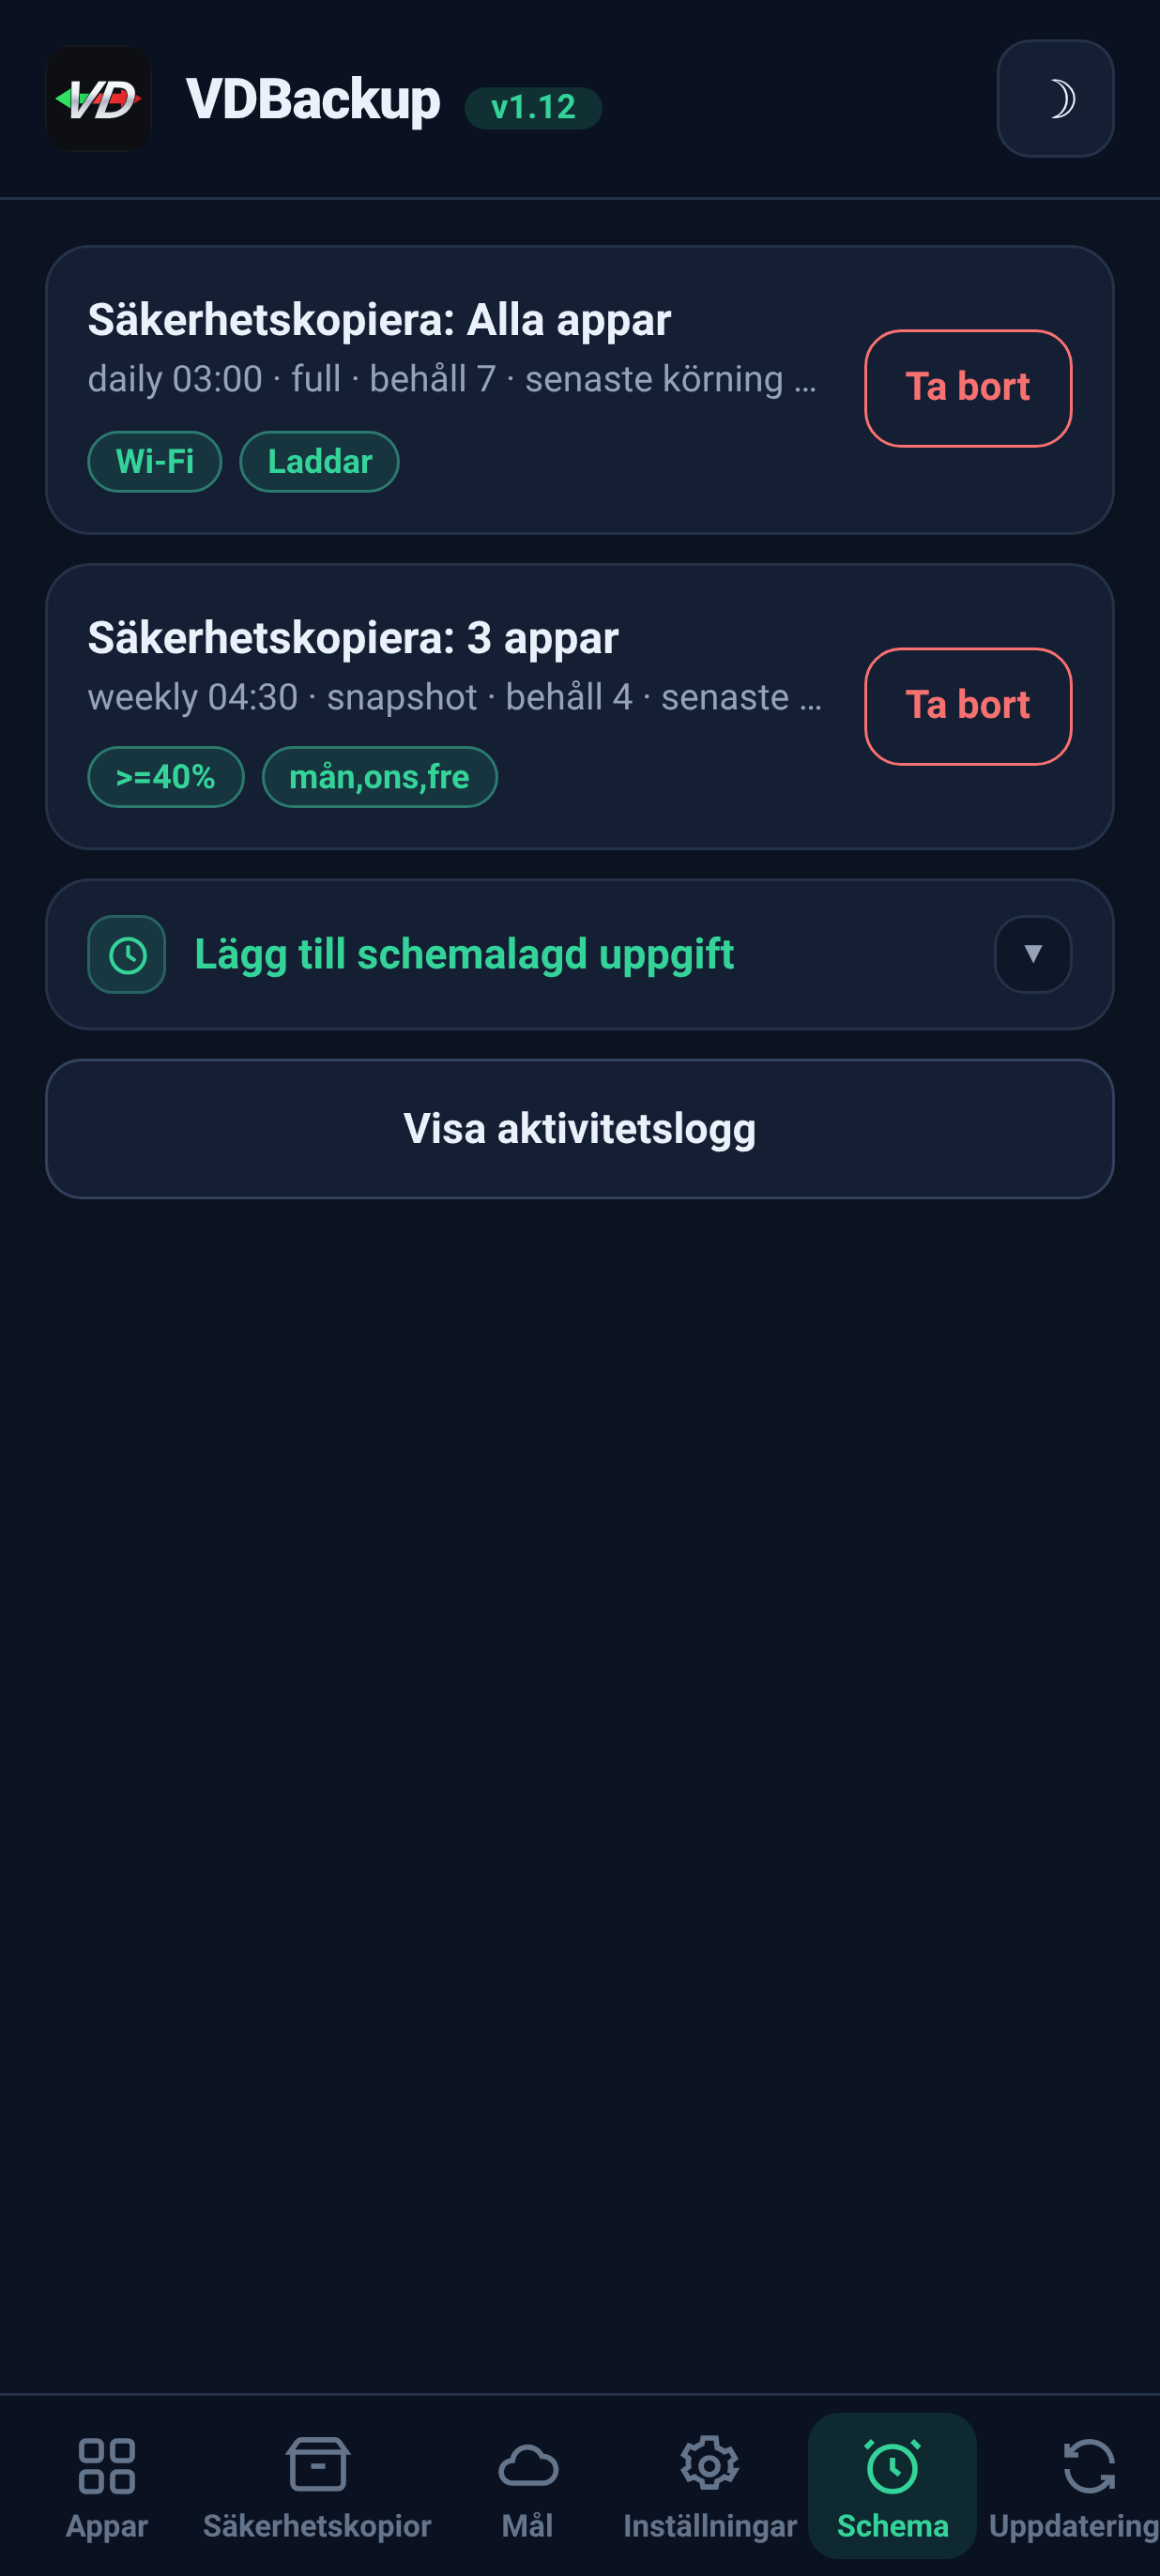 VD
VDBackup v1.12
Säkerhetskopiera: Alla appar
daily 03:00 · full · behåll 7 · senaste körning …
Ta bort
Wi-Fi
Laddar
Säkerhetskopiera: 3 appar
weekly 04:30 · snapshot · behåll 4 · senaste …
Ta bort
>=40%
mån,ons,fre
Lägg till schemalagd uppgift
Visa aktivitetslogg
Appar
Säkerhetskopior
Mål
Inställningar
Schema
Uppdatering